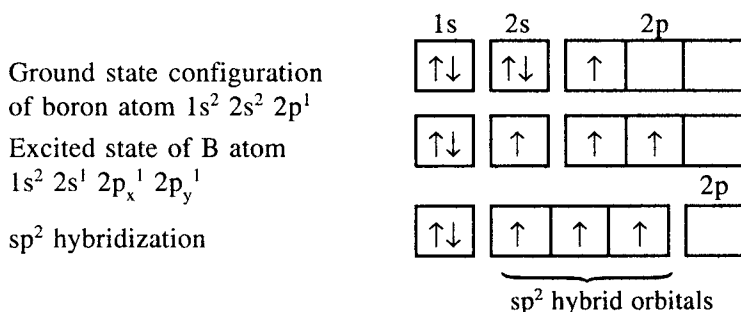 1s 2s 2p
Ground state configuration ↑↓ ↑↓ ↑
of boron atom 1s² 2s² 2p¹
Excited state of B atom ↑↓ ↑ ↑ ↑
1s² 2s¹ 2pₓ¹ 2p_y¹
2p
sp² hybridization ↑↓ ↑ ↑ ↑
sp² hybrid orbitals